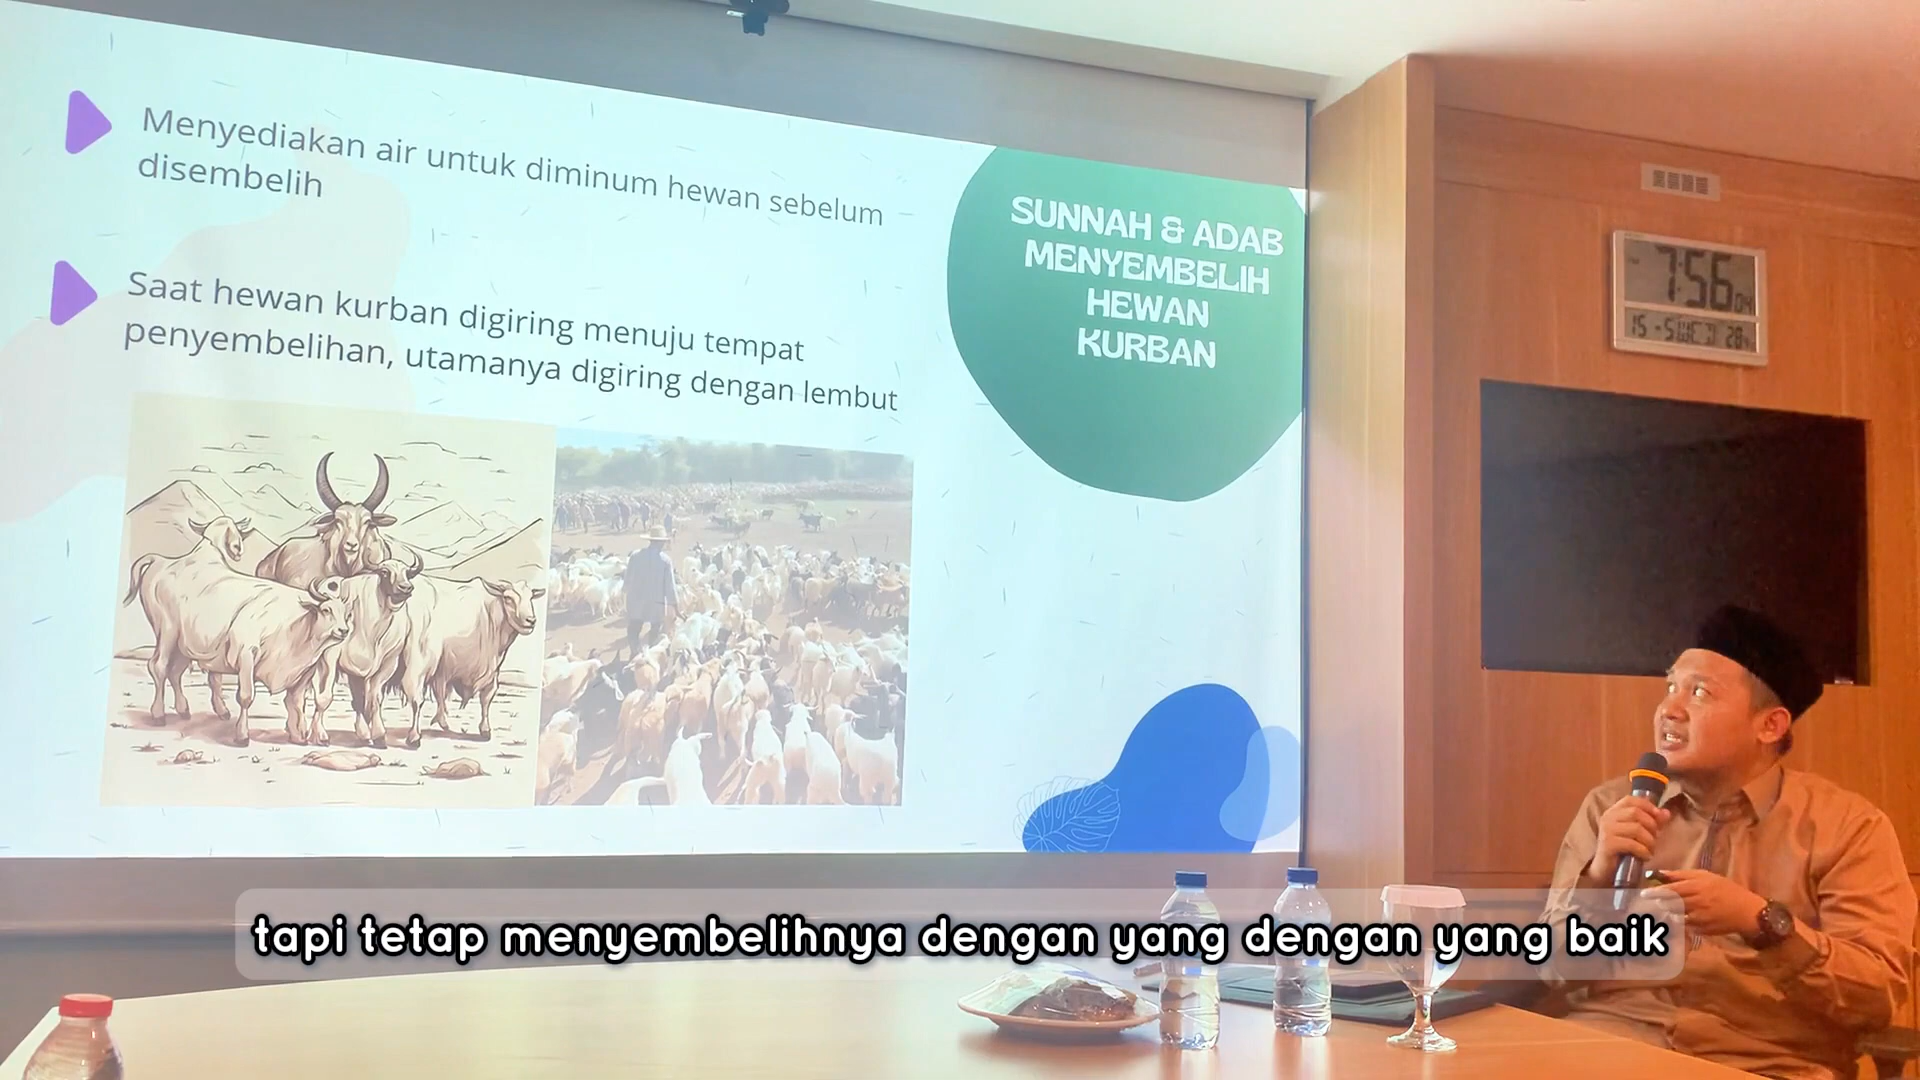 Menyediakan air untuk diminum hewan sebelum
disembelih
Saat hewan kurban digiring menuju tempat
penyembelihan, utamanya digiring dengan lembut
SUNNAH & ADAB
MENYEMBELIH
HEWAN
KURBAN
7:56
tapi tetap menyembelihnya dengan yang dengan yang baik